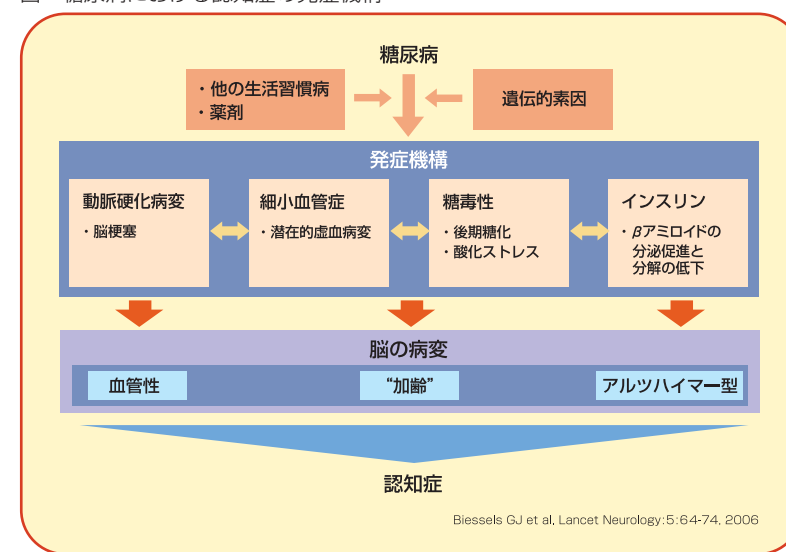 糖尿病
・他の生活習慣病
・薬剤
遺伝的素因
発症機構
動脈硬化病変
・脳梗塞
細小血管症
・潜在的虚血病変
糖毒性
・後期糖化
・酸化ストレス
インスリン
・βアミロイドの
分泌促進と
分解の低下
脳の病変
血管性
“加齢”
アルツハイマー型
認知症
Biessels GJ et al, Lancet Neurology:5:64-74, 2006